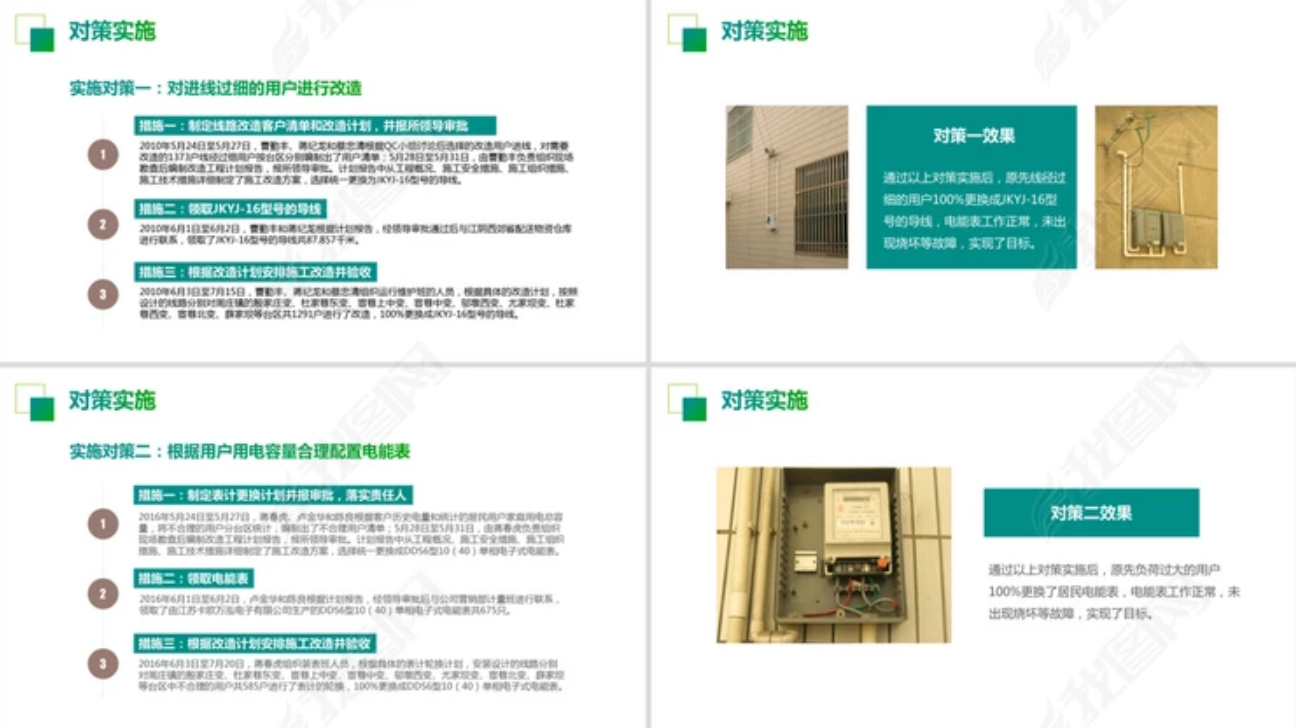 对策实施
实施对策一：对进线过细的用户进行改造
措施一：制定线路改造客户清单和改造计划，并报所领导审批
1
2010年5月24日至5月27日，曹勤丰、蒋纪龙和蔡忠清根据QC小组讨论后选择的改造用户进线，对需要
改造的1373户线径过细用户按台区分别编制出了用户清单；5月28日至5月31日，由曹勤丰负责组织现场
勘查后编制改造工程计划报告，报所领导审批。计划报告中从工程概况、施工安全措施、施工组织措施、
施工技术措施详细制定了施工改造方案，选择统一更换为JKYJ-16型号的导线。
措施二：领取JKYJ-16型号的导线
2
2010年6月1日至6月2日，曹勤丰和蒋纪龙根据计划报告，经领导审批通过后与江阴西郊省配送物资仓库
进行联系，领取了JKYJ-16型号的导线共87.857千米。
措施三：根据改造计划安排施工改造并验收
3
2010年6月3日至7月15日，曹勤丰、蒋纪龙和蔡忠清组织运行维护班的人员，根据具体的改造计划，按照
设计的线路分别对周庄镇的殷家庄变、杜家巷东变、宦巷上中变、宦巷中变、邬墩西变、尤家坝变、杜家
巷西变、宦巷北变、薛家坝等台区共1291户进行了改造，100%更换成JKYJ-16型号的导线。
对策实施
对策一效果
通过以上对策实施后，原先线径过
细的用户100%更换成JKYJ-16型
号的导线，电能表工作正常，未出
现烧坏等故障，实现了目标。
对策实施
实施对策二：根据用户用电容量合理配置电能表
措施一：制定表计更换计划并报审批，落实责任人
1
2016年5月24日至5月27日，蒋春虎、卢金华和陈良根据客户历史电量和统计的居民用户家庭用电总容
量，将不合理的用户分台区统计，编制出了不合理用户清单；5月28日至5月31日，由蒋春虎负责组织
现场勘查后编制改造工程计划报告，报所领导审批。计划报告中从工程概况、施工安全措施、施工组织
措施、施工技术措施详细制定了施工改造方案，选择统一更换成DDS6型10（40）单相电子式电能表。
措施二：领取电能表
2
2016年6月1日至6月2日，卢金华和陈良根据计划报告，经领导审批后与公司营销部计量班进行联系，
领取了由江苏卡欧万泓电子有限公司生产的DDS6型10（40）单相电子式电能表共675只。
措施三：根据改造计划安排施工改造并验收
3
2016年6月3日至7月20日，蒋春虎组织装表班人员，根据具体的表计轮换计划，安装设计的线路分别
对周庄镇的殷家庄变、杜家巷东变、宦巷上中变、宦巷中变、邬墩西变、尤家坝变、宦巷北变、薛家坝
等台区中不合理的用户共585户进行了表计的轮换，100%更换成DDS6型10（40）单相电子式电能表。
对策实施
对策二效果
通过以上对策实施后，原先负荷过大的用户
100%更换了居民电能表，电能表工作正常，未
出现烧坏等故障，实现了目标。